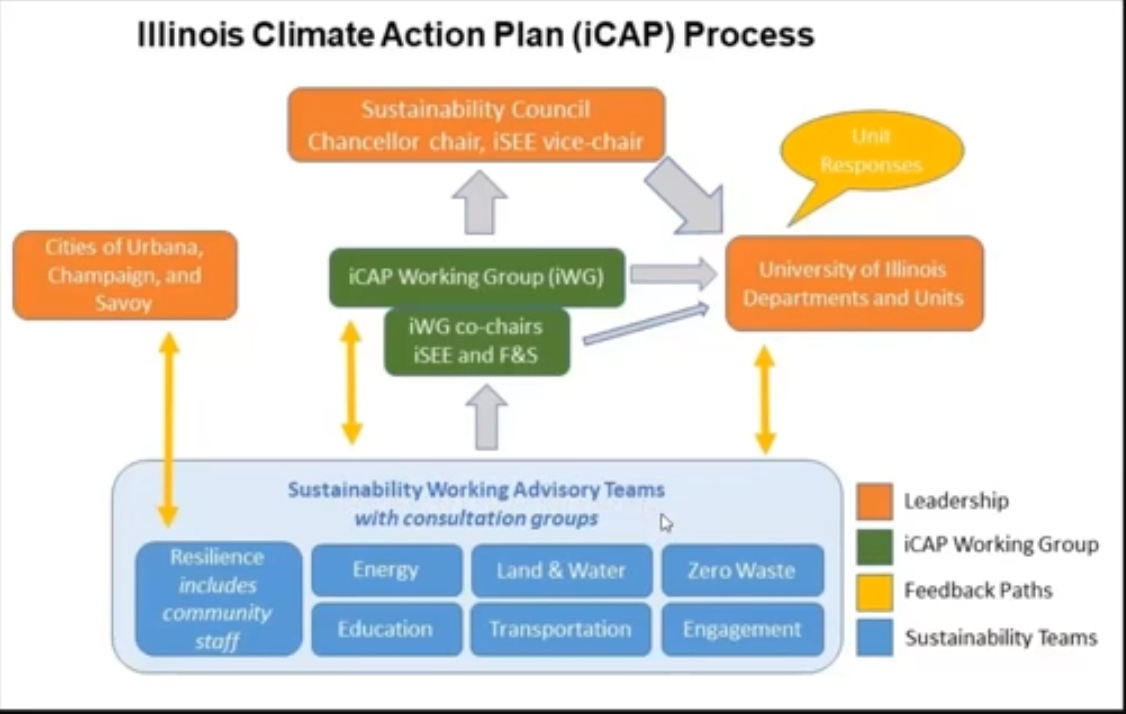 Illinois Climate Action Plan (iCAP) Process
Sustainability Council
Chancellor chair, iSEE vice-chair
Unit
Responses
Cities of Urbana,
Champaign, and
Savoy
iCAP Working Group (iWG)
iWG co-chairs
iSEE and F&S
University of Illinois
Departments and Units
Sustainability Working Advisory Teams
with consultation groups
Resilience
includes
community
staff
Energy
Land & Water
Zero Waste
Education
Transportation
Engagement
Leadership
iCAP Working Group
Feedback Paths
Sustainability Teams